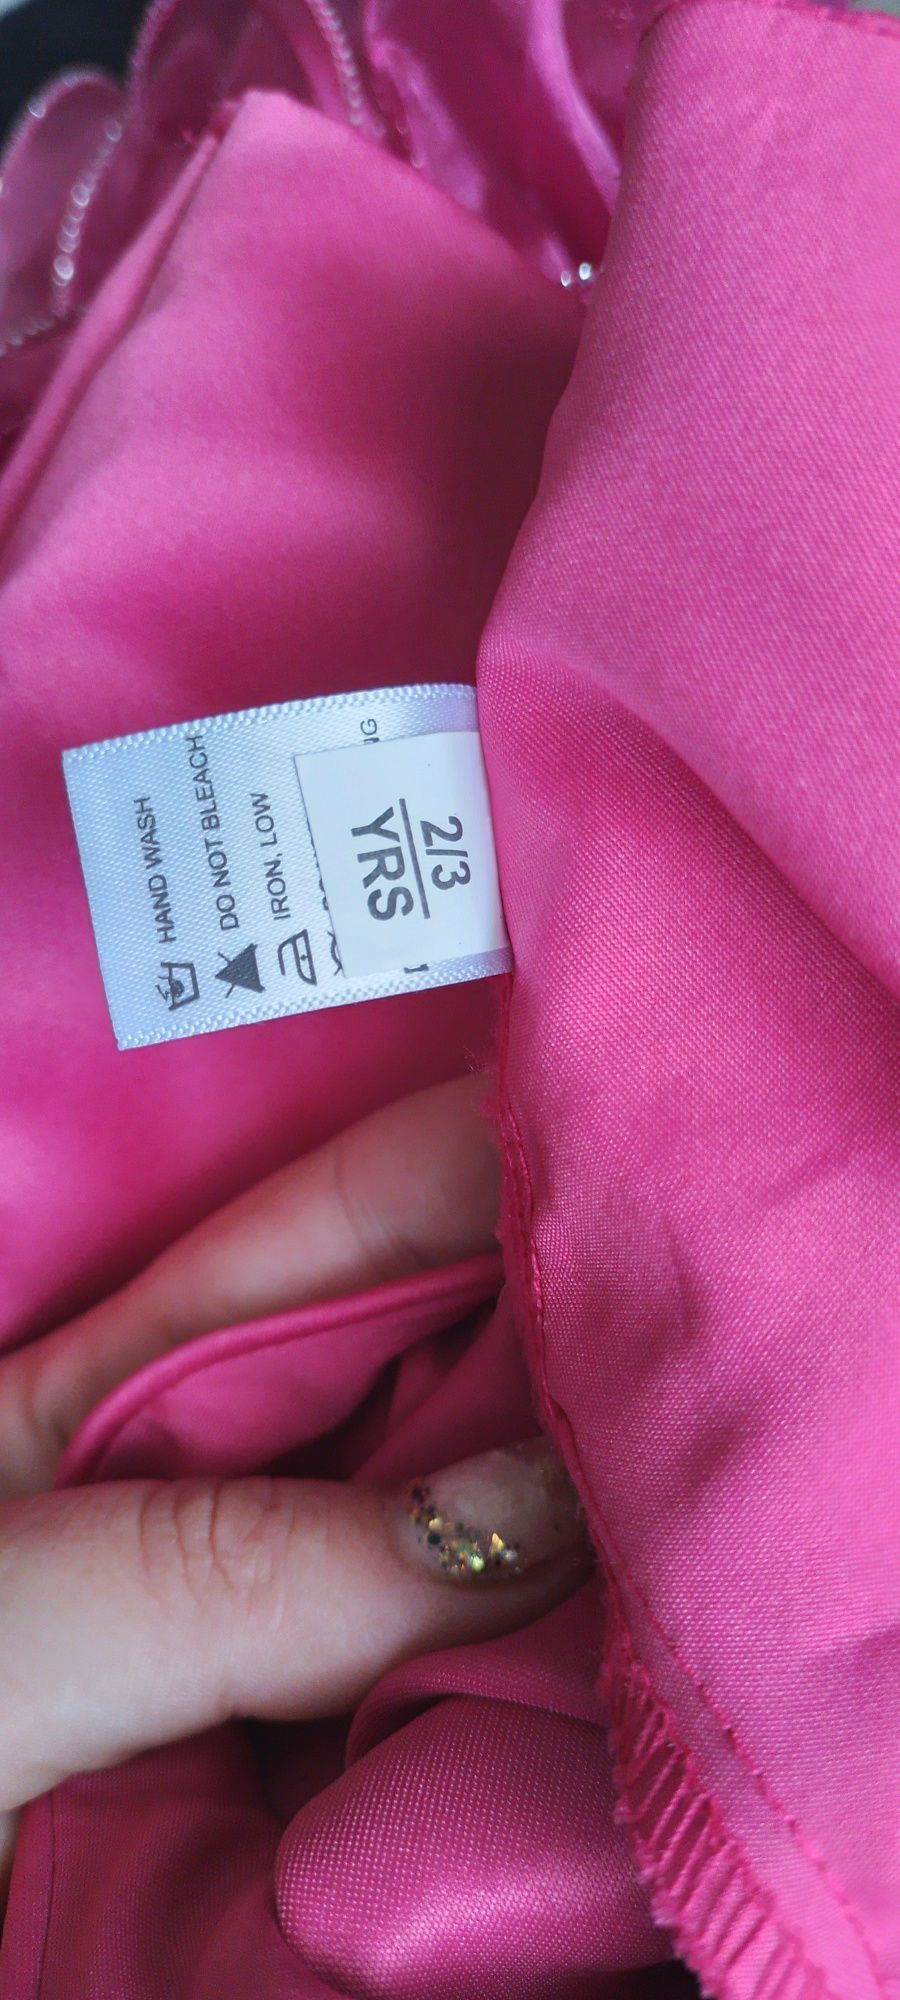 2/3
YRS
HAND WASH
DO NOT BLEACH
IRON, LOW